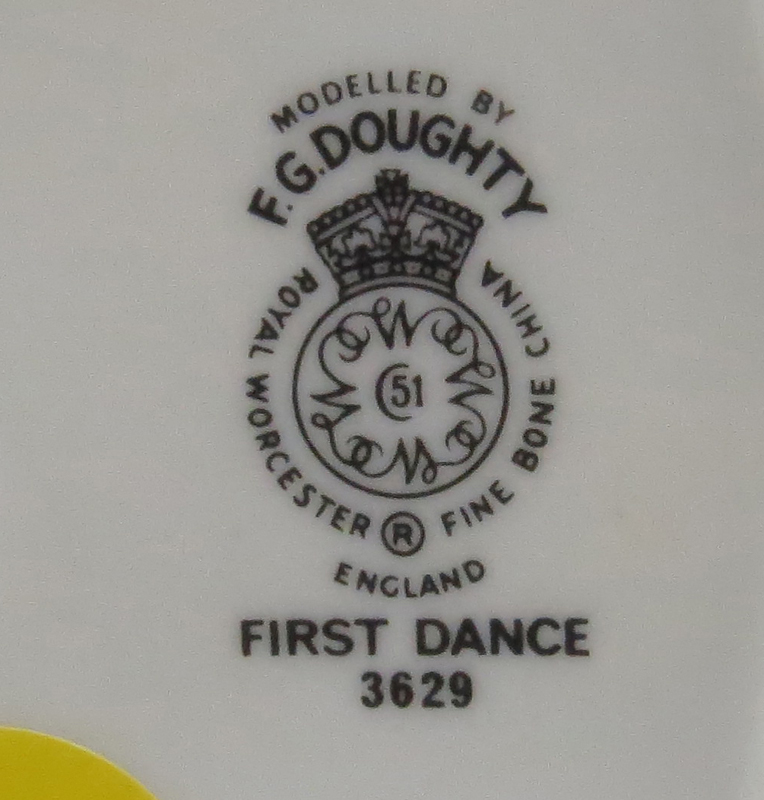 MODELLED BY
F.G.DOUGHTY
ROYAL WORCESTER ® FINE BONE CHINA
51
ENGLAND
FIRST DANCE
3629